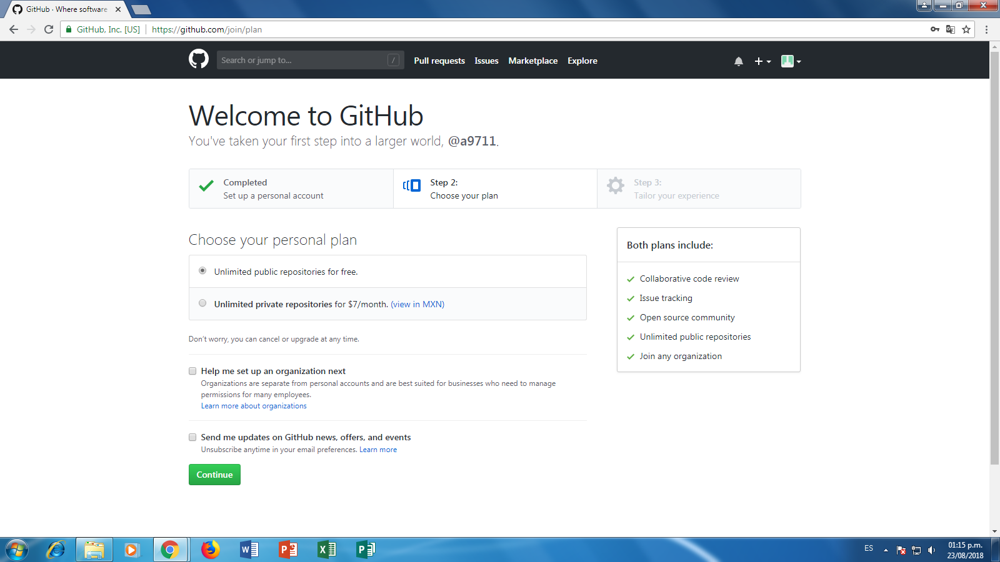 GitHub · Where software
GitHub, Inc. [US]
https://github.com/join/plan
Search or jump to...
/
Pull requests
Issues
Marketplace
Explore
Welcome to GitHub
You've taken your first step into a larger world, @a9711.
Completed
Set up a personal account
Step 2:
Choose your plan
Step 3:
Tailor your experience
Choose your personal plan
Unlimited public repositories for free.
Unlimited private repositories for $7/month. (view in MXN)
Don't worry, you can cancel or upgrade at any time.
Help me set up an organization next
Organizations are separate from personal accounts and are best suited for businesses who need to manage
permissions for many employees.
Learn more about organizations
Send me updates on GitHub news, offers, and events
Unsubscribe anytime in your email preferences. Learn more
Continue
Both plans include:
Collaborative code review
Issue tracking
Open source community
Unlimited public repositories
Join any organization
ES
01:15 p.m.
23/08/2018